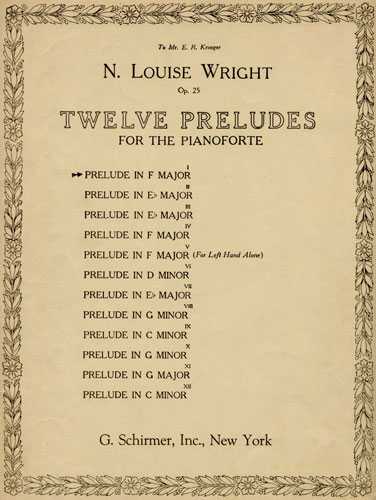 To Mr. E. R. Kroeger
N. LOUISE WRIGHT
Op. 25
TWELVE PRELUDES
FOR THE PIANOFORTE
I
PRELUDE IN F MAJOR
II
PRELUDE IN E♭ MAJOR
III
PRELUDE IN E♭ MAJOR
IV
PRELUDE IN F MAJOR
V
PRELUDE IN F MAJOR (For Left Hand Alone)
VI
PRELUDE IN D MINOR
VII
PRELUDE IN E♭ MAJOR
VIII
PRELUDE IN G MINOR
IX
PRELUDE IN C MINOR
X
PRELUDE IN G MINOR
XI
PRELUDE IN G MAJOR
XII
PRELUDE IN C MINOR
G. Schirmer, Inc., New York